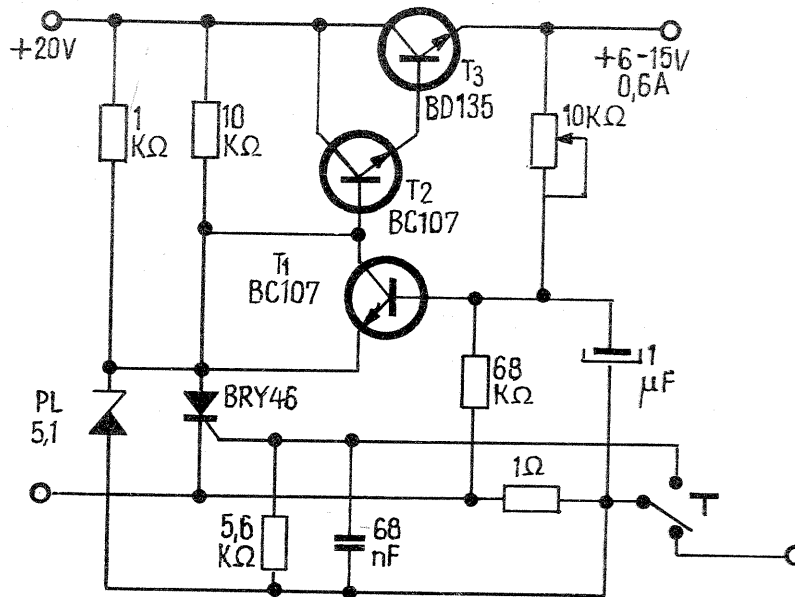 +20V
1
KΩ
10
KΩ
T3
BD135
+6-15V
0,6A
10KΩ
T2
BC107
T1
BC107
PL
5,1
BRY46
68
KΩ
1
μF
1Ω
5,6
KΩ
68
nF